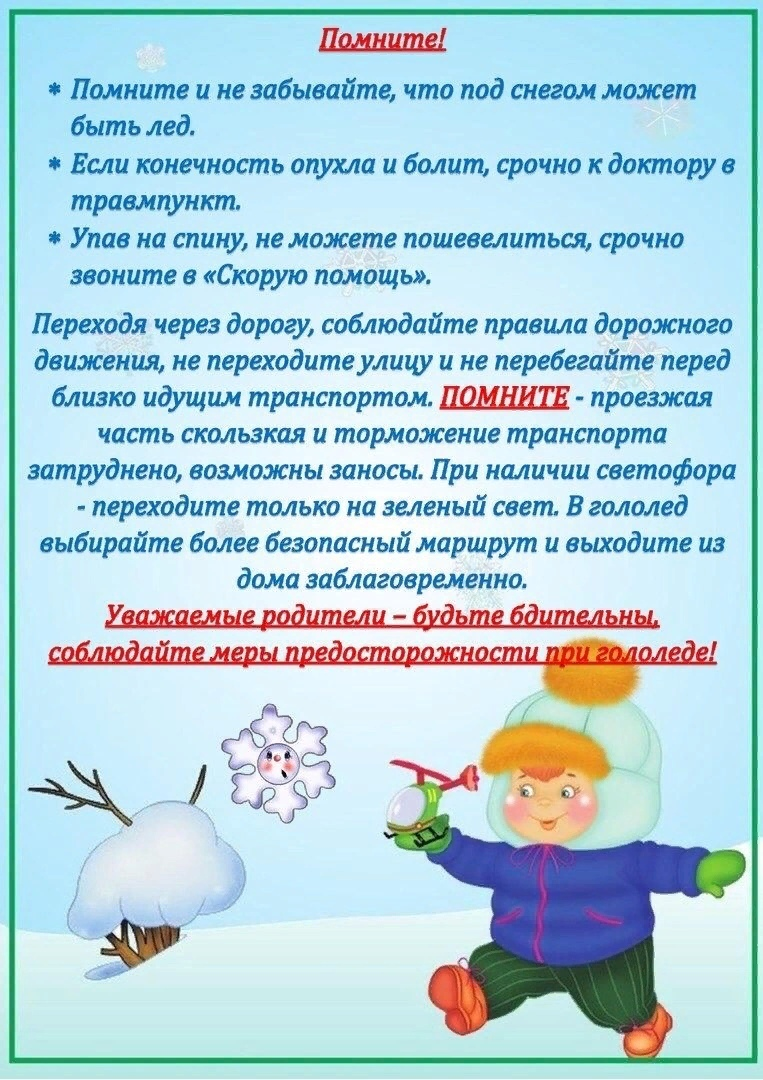 Помните!
* Помните и не забывайте, что под снегом может
быть лед.
* Если конечность опухла и болит, срочно к доктору в
травмпункт.
* Упав на спину, не можете пошевелиться, срочно
звоните в «Скорую помощь».
Переходя через дорогу, соблюдайте правила дорожного
движения, не переходите улицу и не перебегайте перед
близко идущим транспортом. ПОМНИТЕ - проезжая
часть скользкая и торможение транспорта
затруднено, возможны заносы. При наличии светофора
- переходите только на зеленый свет. В гололед
выбирайте более безопасный маршрут и выходите из
дома заблаговременно.
Уважаемые родители – будьте бдительны,
соблюдайте меры предосторожности при гололеде!